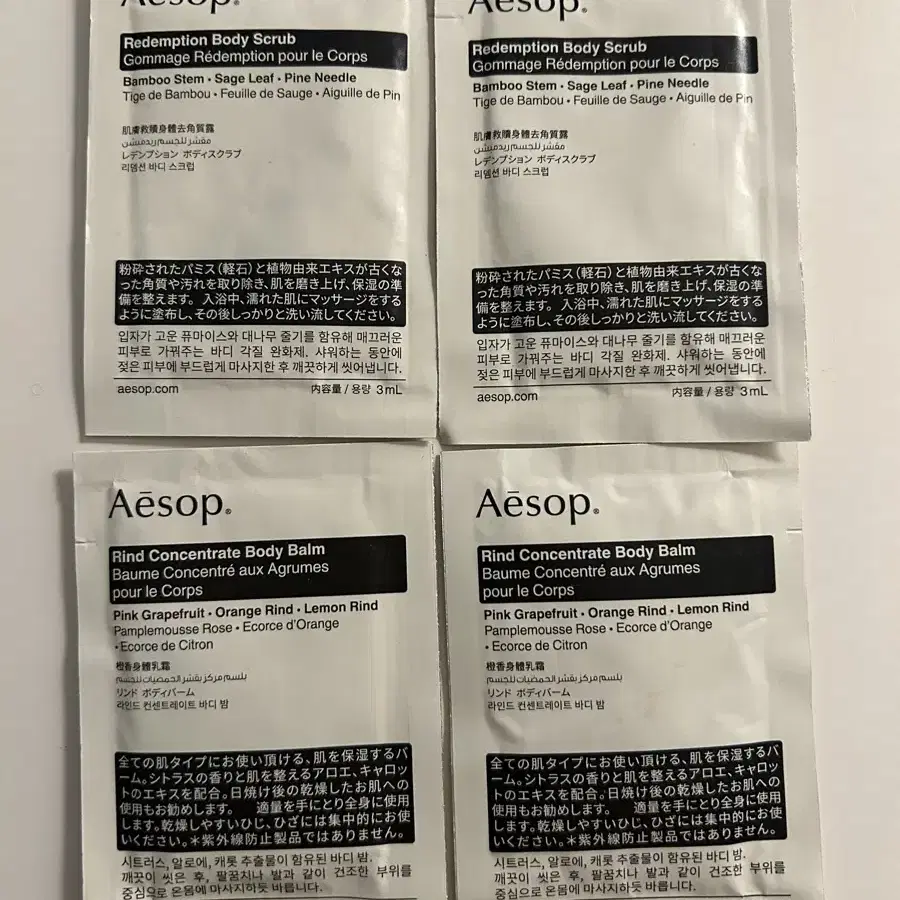 Aēsop®
Redemption Body Scrub
Gommage Rédemption pour le Corps
Bamboo Stem • Sage Leaf • Pine Needle
Tige de Bambou • Feuille de Sauge • Aiguille de Pin
肌膚救贖身體去角質露
مقشر للجسم ريدمبشن
レデンプション ボディスクラブ
리뎀션 바디 스크럽
粉砕されたパミス（軽石）と植物由来エキスが古くな
った角質や汚れを取り除き、肌を磨き上げ、保湿の準
備を整えます。 入浴中、濡れた肌にマッサージをする
ように塗布し、その後しっかりと洗い流してください。
입자가 고운 퓨마이스와 대나무 줄기를 함유해 매끄러운
피부로 가꿔주는 바디 각질 완화제. 샤워하는 동안에
젖은 피부에 부드럽게 마사지한 후 깨끗하게 씻어냅니다.
aesop.com 内容量 / 용량 3mL
Aēsop®
Redemption Body Scrub
Gommage Rédemption pour le Corps
Bamboo Stem • Sage Leaf • Pine Needle
Tige de Bambou • Feuille de Sauge • Aiguille de Pin
肌膚救贖身體去角質露
مقشر للجسم ريدمبشن
レデンプション ボディスクラブ
리뎀션 바디 스크럽
粉砕されたパミス（軽石）と植物由来エキスが古くな
った角質や汚れを取り除き、肌を磨き上げ、保湿の準
備を整えます。 入浴中、濡れた肌にマッサージをする
ように塗布し、その後しっかりと洗い流してください。
입자가 고운 퓨마이스와 대나무 줄기를 함유해 매끄러운
피부로 가꿔주는 바디 각질 완화제. 샤워하는 동안에
젖은 피부에 부드럽게 마사지한 후 깨끗하게 씻어냅니다.
aesop.com 内容量 / 용량 3mL
Aēsop®
Rind Concentrate Body Balm
Baume Concentré aux Agrumes
pour le Corps
Pink Grapefruit • Orange Rind • Lemon Rind
Pamplemousse Rose • Ecorce d’Orange
• Ecorce de Citron
橙香身體乳霜
بلسم مركز بقشر الحمضيات للجسم
リンド ボディバーム
라인드 컨센트레이트 바디 밤
全ての肌タイプにお使い頂ける、肌を保湿するバ
ーム。シトラスの香りと肌を整えるアロエ、キャロッ
トのエキスを配合。日焼け後の乾燥したお肌への
使用もお勧めします。 適量を手にとり全身に使用
します。乾燥しやすいひじ、ひざには集中的にお使
いください。＊紫外線防止製品ではありません。
시트러스, 알로에, 캐롯 추출물이 함유된 바디 밤.
깨끗이 씻은 후, 팔꿈치나 발과 같이 건조한 부위를
중심으로 온몸에 마사지하듯 바릅니다.
Aēsop®
Rind Concentrate Body Balm
Baume Concentré aux Agrumes
pour le Corps
Pink Grapefruit • Orange Rind • Lemon Rind
Pamplemousse Rose • Ecorce d’Orange
• Ecorce de Citron
橙香身體乳霜
بلسم مركز بقشر الحمضيات للجسم
リンド ボディバーム
라인드 컨센트레이트 바디 밤
全ての肌タイプにお使い頂ける、肌を保湿するバ
ーム。シトラスの香りと肌を整えるアロエ、キャロッ
トのエキスを配合。日焼け後の乾燥したお肌への
使用もお勧めします。 適量を手にとり全身に使用
します。乾燥しやすいひじ、ひざには集中的にお使
いください。＊紫外線防止製品ではありません。
시트러스, 알로에, 캐롯 추출물이 함유된 바디 밤.
깨끗이 씻은 후, 팔꿈치나 발과 같이 건조한 부위를
중심으로 온몸에 마사지하듯 바릅니다.